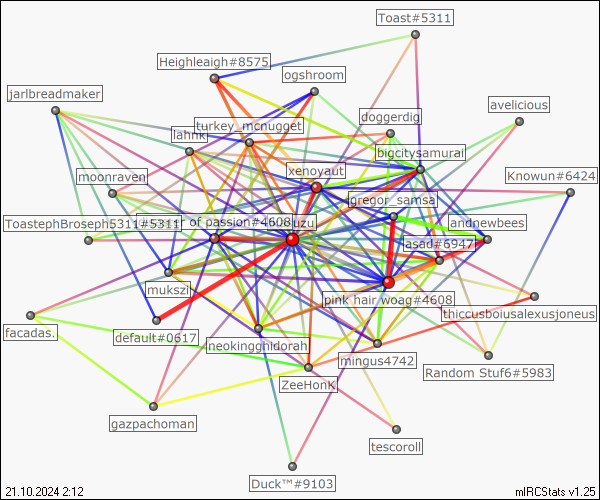 Toast#5311
Heighleaigh#8575
ogshroom
jarlbreadmaker
avelicious
doggerdig
turkey_mcnugget
lahnk
bigcitysamurai
xenoyaut
moonraven
Knowun#6424
gregor_samsa
ToastephBroseph5311#5311
r of passion#4608
uzul
andnewbees
lasad#6947
mukszi
pink hair woag#4608
thiccusboiusalexusjoneus
facadas.
default#0617
neokingghidorah
mingus4742
Random Stuf6#5983
ZeeHonK
gazpachoman
tescoroll
Duck™#9103
21.10.2024 2:12
mIRCStats v1.25